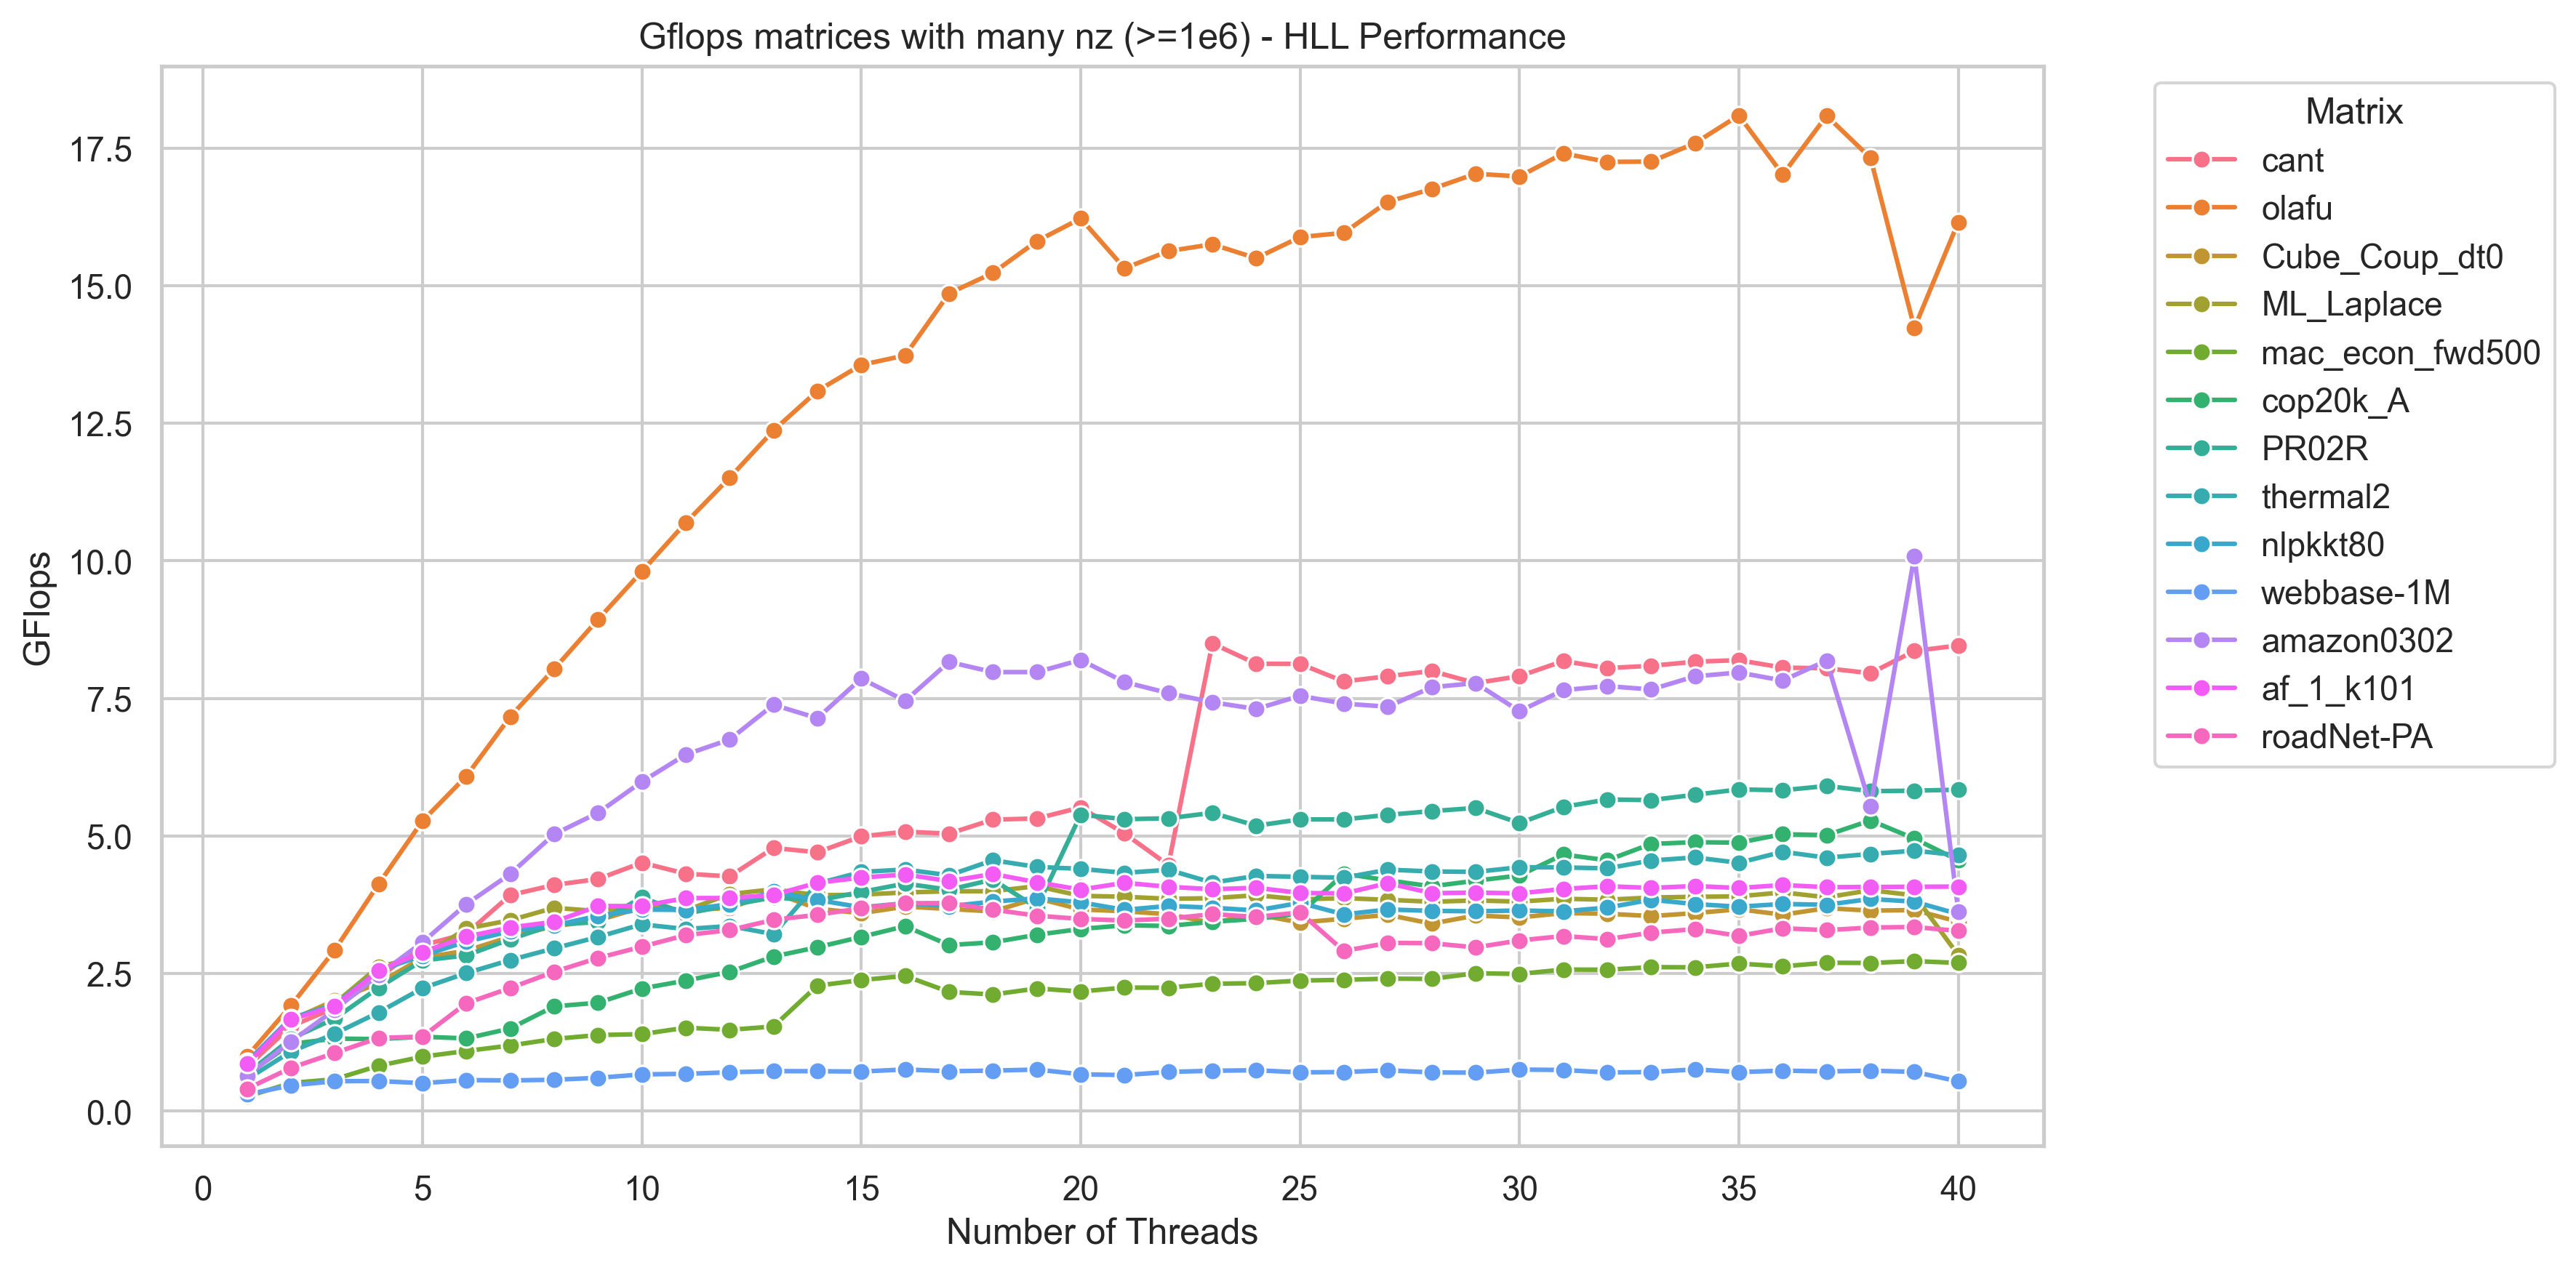 Gflops matrices with many nz (>=1e6) - HLL Performance
GFlops
17.5
15.0
12.5
10.0
7.5
5.0
2.5
0.0
0 5 10 15 20 25 30 35 40
Number of Threads
Matrix
cant
olafu
Cube_Coup_dt0
ML_Laplace
mac_econ_fwd500
cop20k_A
PR02R
thermal2
nlpkkt80
webbase-1M
amazon0302
af_1_k101
roadNet-PA